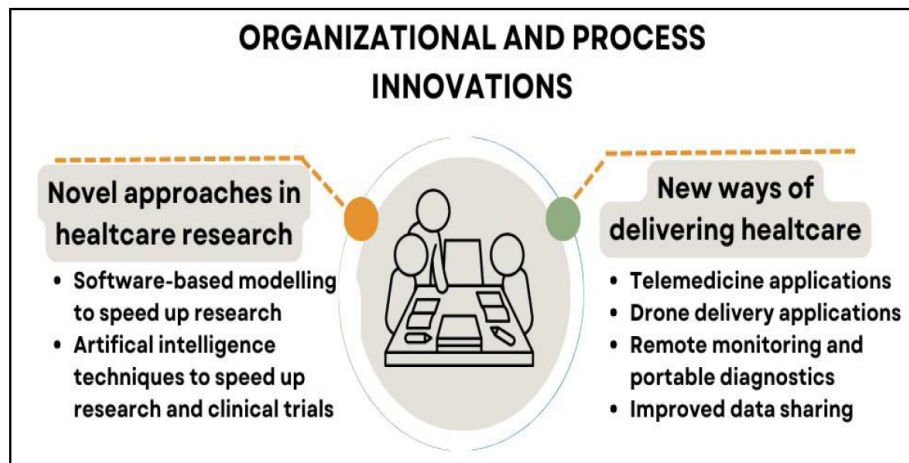 ORGANIZATIONAL AND PROCESS
INNOVATIONS
Novel approaches in
healtcare research
• Software-based modelling
to speed up research
• Artifical intelligence
techniques to speed up
research and clinical trials
New ways of
delivering healtcare
• Telemedicine applications
• Drone delivery applications
• Remote monitoring and
portable diagnostics
• Improved data sharing